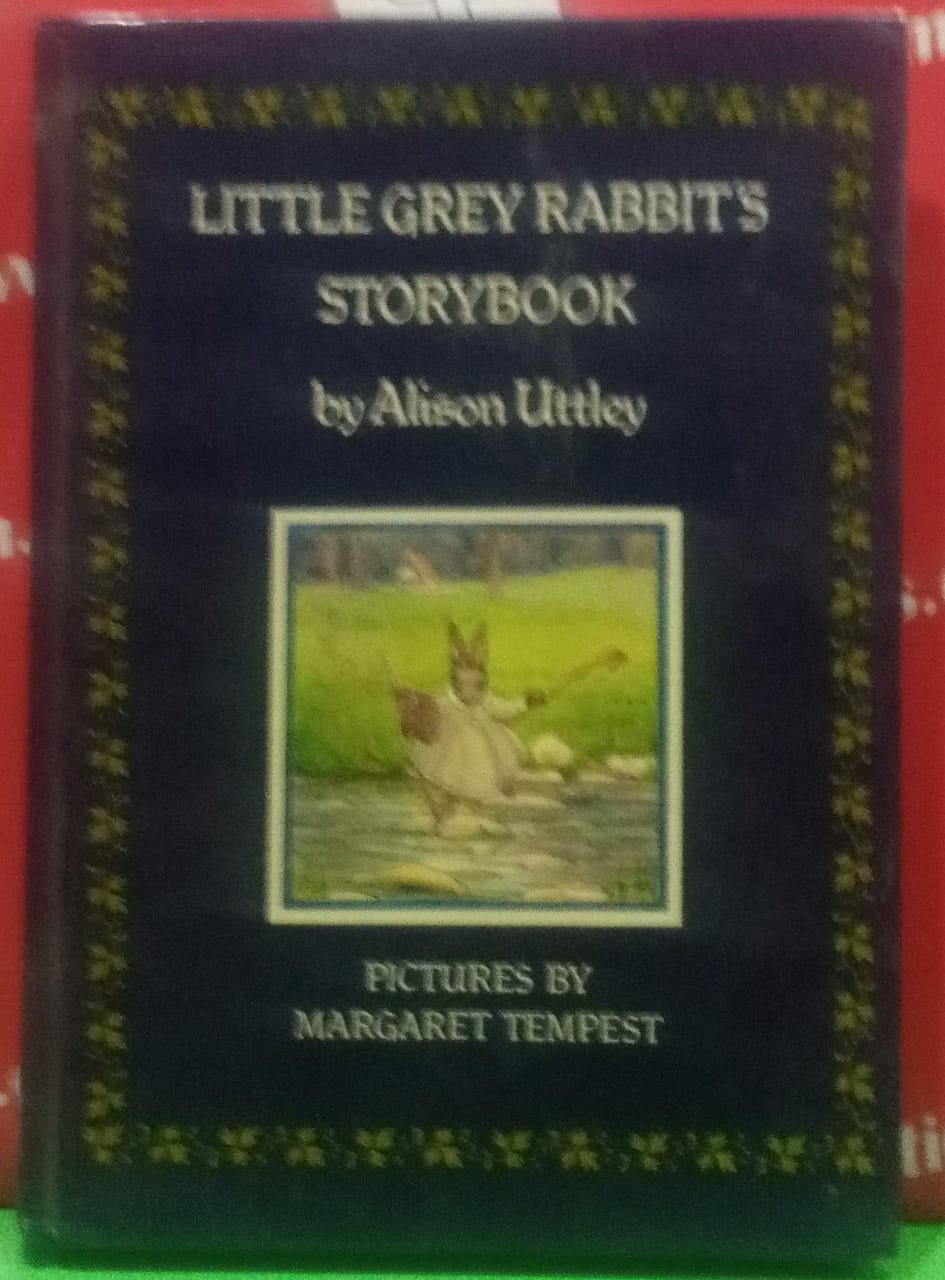 LITTLE GREY RABBIT'S
STORYBOOK
by Alison Uttley
PICTURES BY
MARGARET TEMPEST